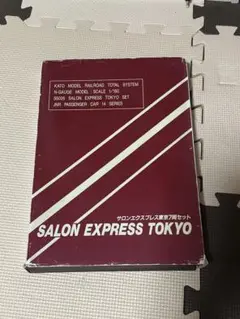 KATO MODEL RAILROAD TOTAL SYSTEM
N-GAUGE MODEL : SCALE 1/160
SALON EXPRESS TOKYO SET
JNR PASSENGER CAR 14 SERIES
サロンエクスプレス東京7両セット
SALON EXPRESS TOKYO